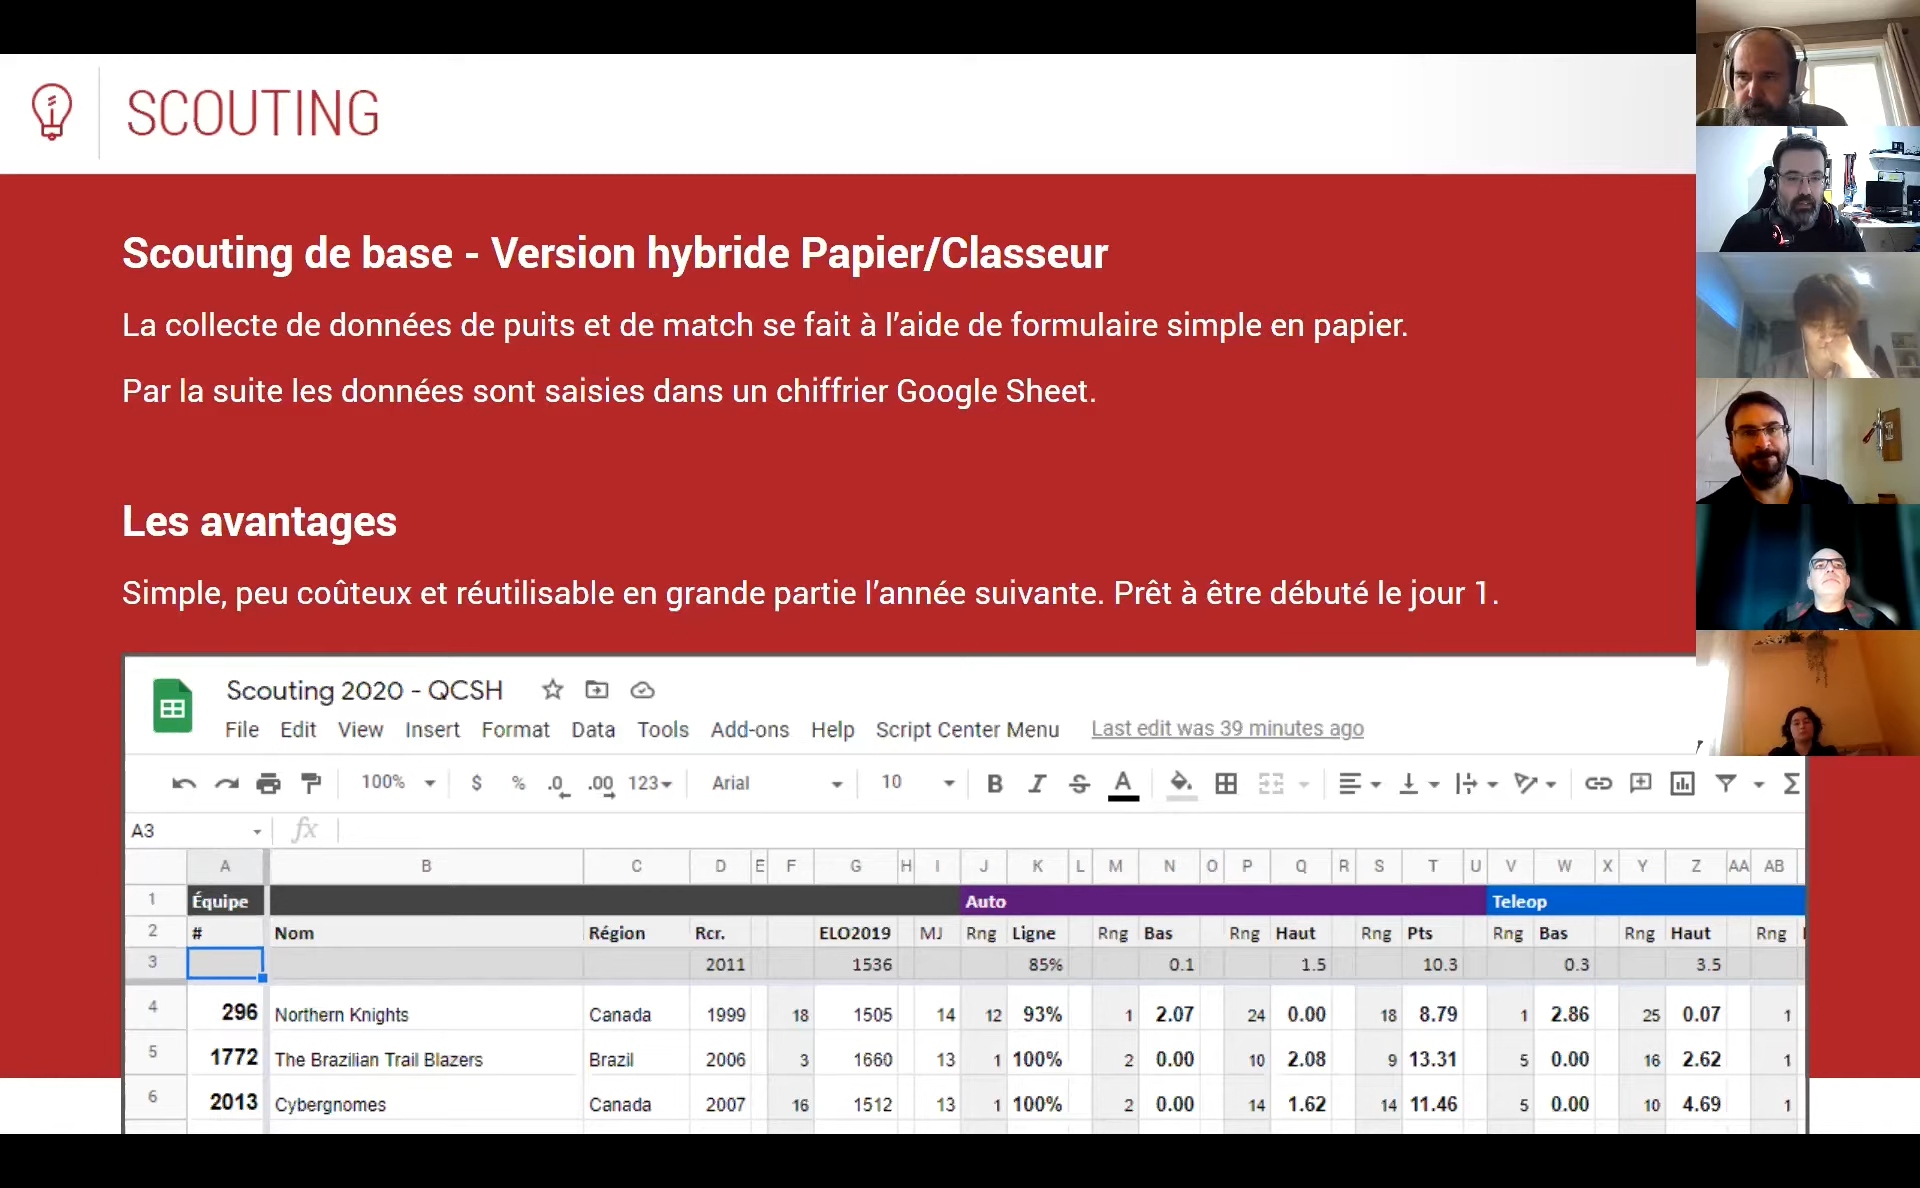 SCOUTING
Scouting de base - Version hybride Papier/Classeur
La collecte de données de puits et de match se fait à l'aide de formulaire simple en papier.
Par la suite les données sont saisies dans un chiffrier Google Sheet.
Les avantages
Simple, peu coûteux et réutilisable en grande partie l'année suivante. Prêt à être débuté le jour 1.
Scouting 2020 - QCSH
File Edit View Insert Format Data Tools Add-ons Help Script Center Menu Last edit was 39 minutes ago
100% $ % .0 .00 123 Arial 10 B I S A Σ
A3 fx
A B C D E F G H I J K L M N O P Q R S T U V W X Y Z AA AB
1 Équipe Auto Teleop
2 # Nom Région Rcr. ELO2019 MJ Rng Ligne Rng Bas Rng Haut Rng Pts Rng Bas Rng Haut Rng
3 2011 1536 85% 0.1 1.5 10.3 0.3 3.5
4 296 Northern Knights Canada 1999 18 1505 14 12 93% 1 2.07 24 0.00 18 8.79 1 2.86 25 0.07 1
5 1772 The Brazilian Trail Blazers Brazil 2006 3 1660 13 1 100% 2 0.00 10 2.08 9 13.31 5 0.00 16 2.62 1
6 2013 Cybergnomes Canada 2007 16 1512 13 1 100% 2 0.00 14 1.62 14 11.46 5 0.00 10 4.69 1